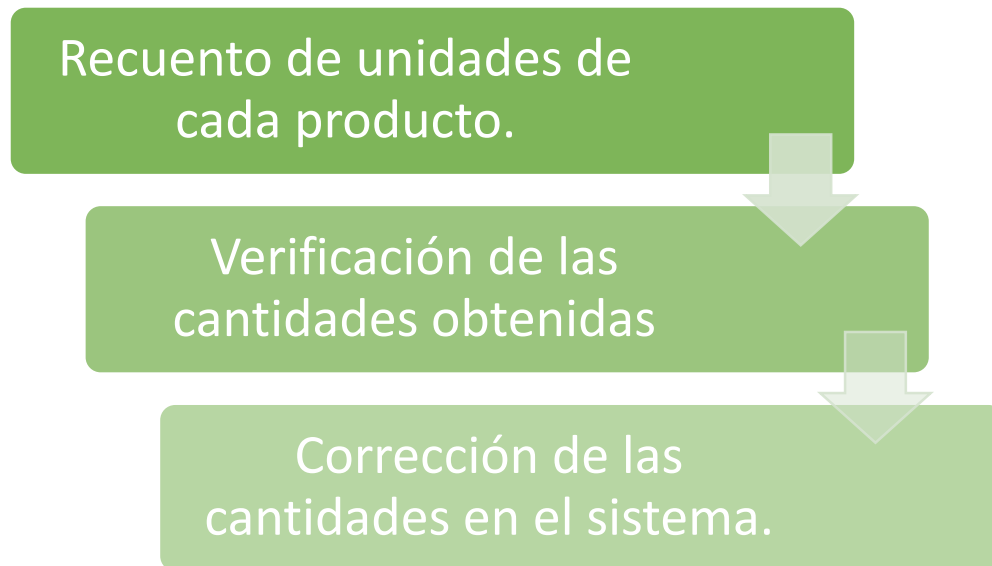 Recuento de unidades de
cada producto.
Verificación de las
cantidades obtenidas
Corrección de las
cantidades en el sistema.